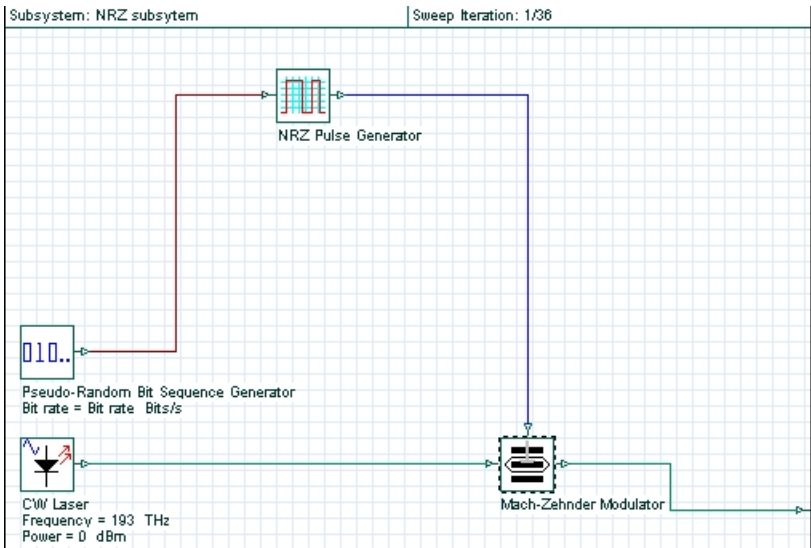 Subsystem: NRZ subsytem
Sweep Iteration: 1/36
NRZ Pulse Generator
010..
Pseudo-Random Bit Sequence Generator
Bit rate = Bit rate  Bits/s
CW Laser
Frequency = 193  THz
Power = 0  dBm
Mach-Zehnder Modulator